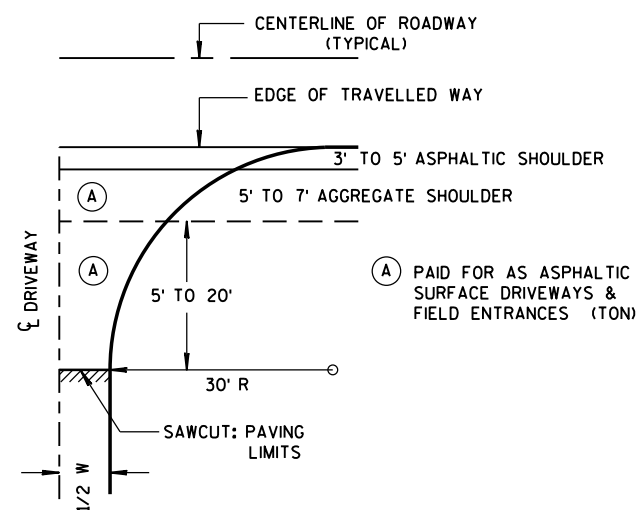 CENTERLINE OF ROADWAY
(TYPICAL)
EDGE OF TRAVELLED WAY
3' TO 5' ASPHALTIC SHOULDER
A
5' TO 7' AGGREGATE SHOULDER
℄ DRIVEWAY
A
5' TO 20'
A PAID FOR AS ASPHALTIC
SURFACE DRIVEWAYS &
FIELD ENTRANCES (TON)
30' R
SAWCUT: PAVING
LIMITS
1/2 W